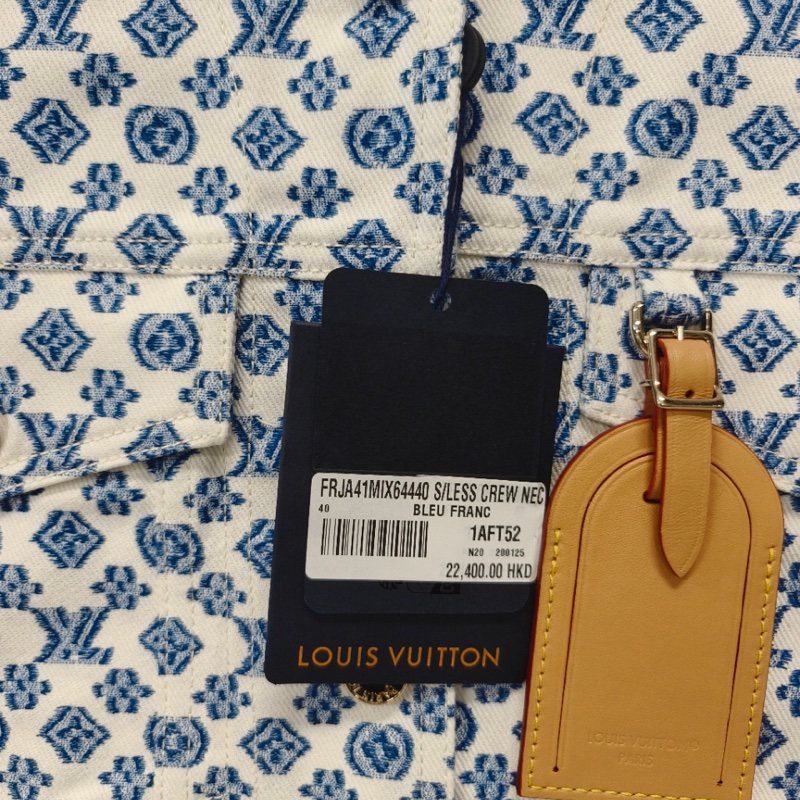 FRJA41MIX64440 S/LESS CREW NEC
40
BLEU FRANC
1AFT52
N20 200125
22,400.00 HKD
LOUIS VUITTON
LOUIS VUITTON
PARIS